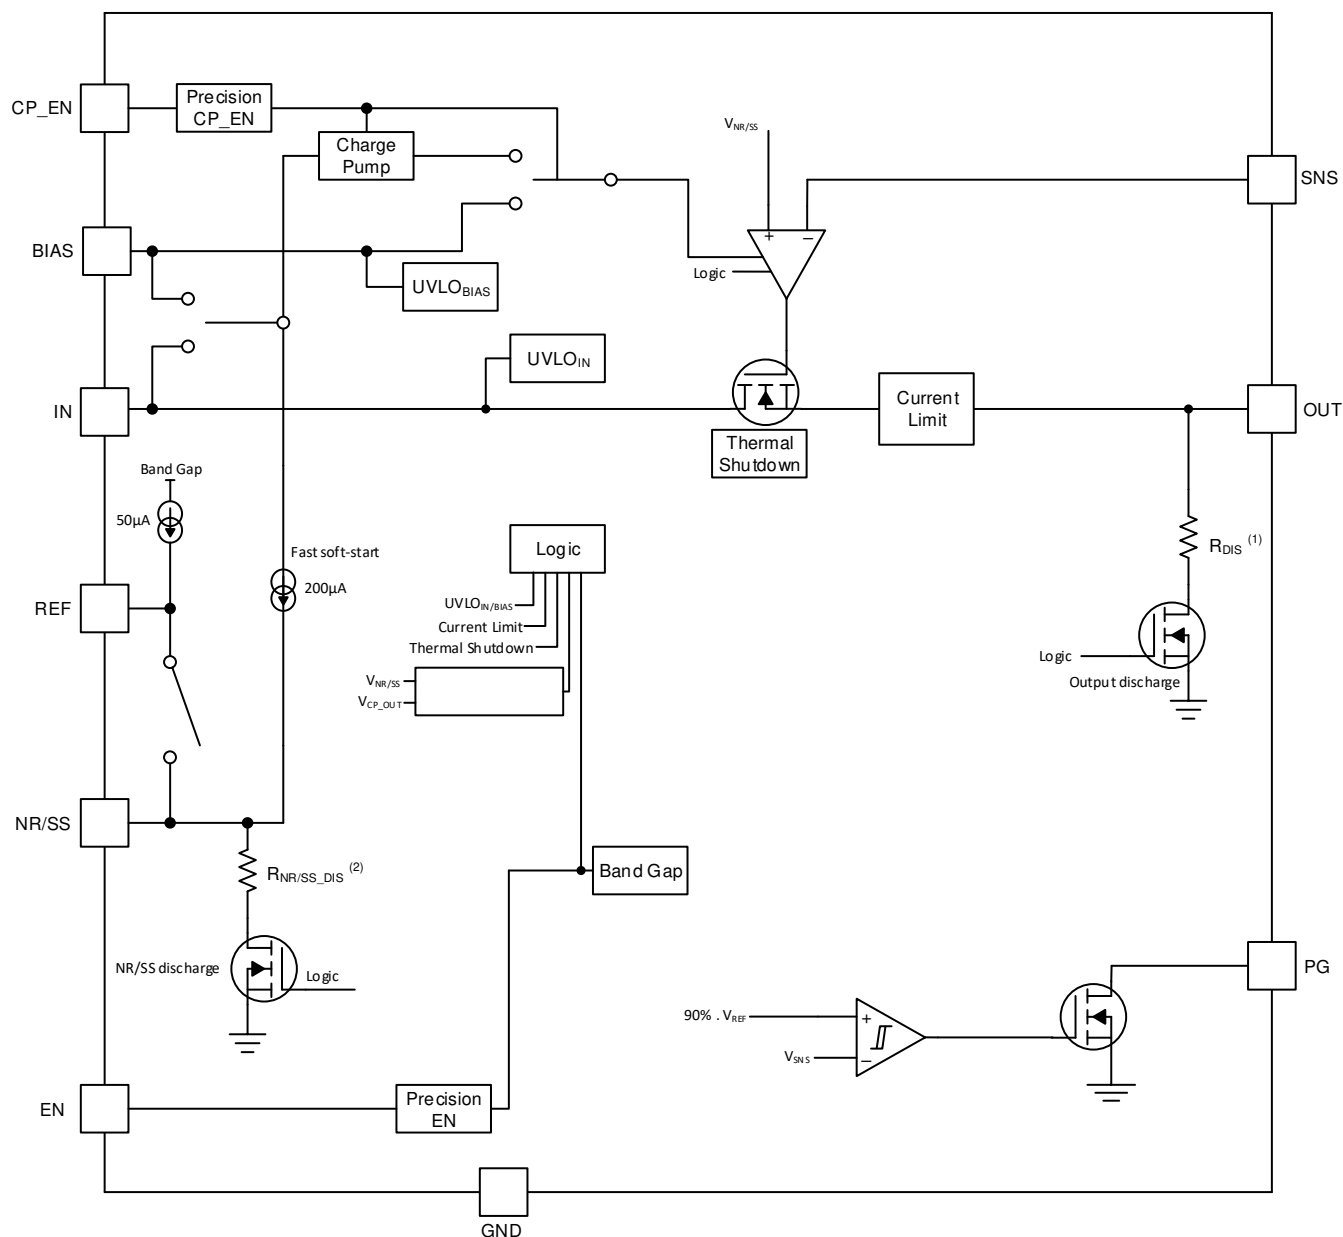 CP_EN
Precision
CP_EN
Charge
Pump
VNR/SS
SNS
BIAS
UVLOBIAS
Logic
+
−
UVLOIN
IN
Current
Limit
OUT
Thermal
Shutdown
Band Gap
50µA
Fast soft-start
200µA
Logic
RDIS (1)
REF
UVLOIN/BIAS
Current Limit
Thermal Shutdown
VNR/SS
VCP_OUT
Logic
Output discharge
NR/SS
RNR/SS_DIS (2)
Band Gap
NR/SS discharge
Logic
PG
90% . VREF
+
VSNS
−
EN
Precision
EN
GND